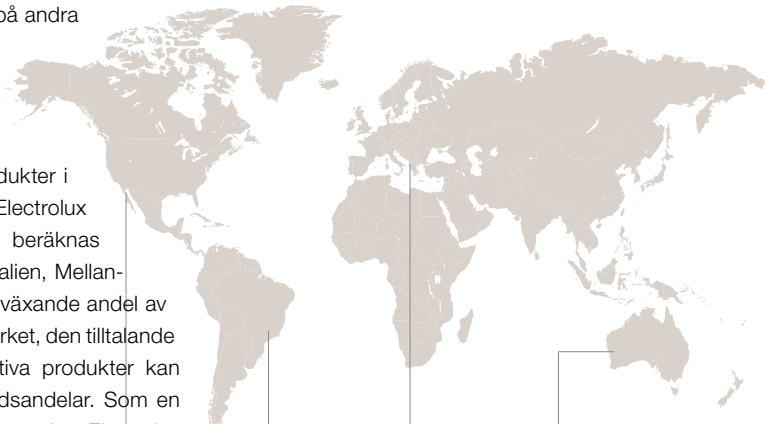 på andra
dukter i
Electrolux
beräknas
alien, Mellan-
växande andel av
rket, den tilltalande
tiva produkter kan
dsandelar. Som en